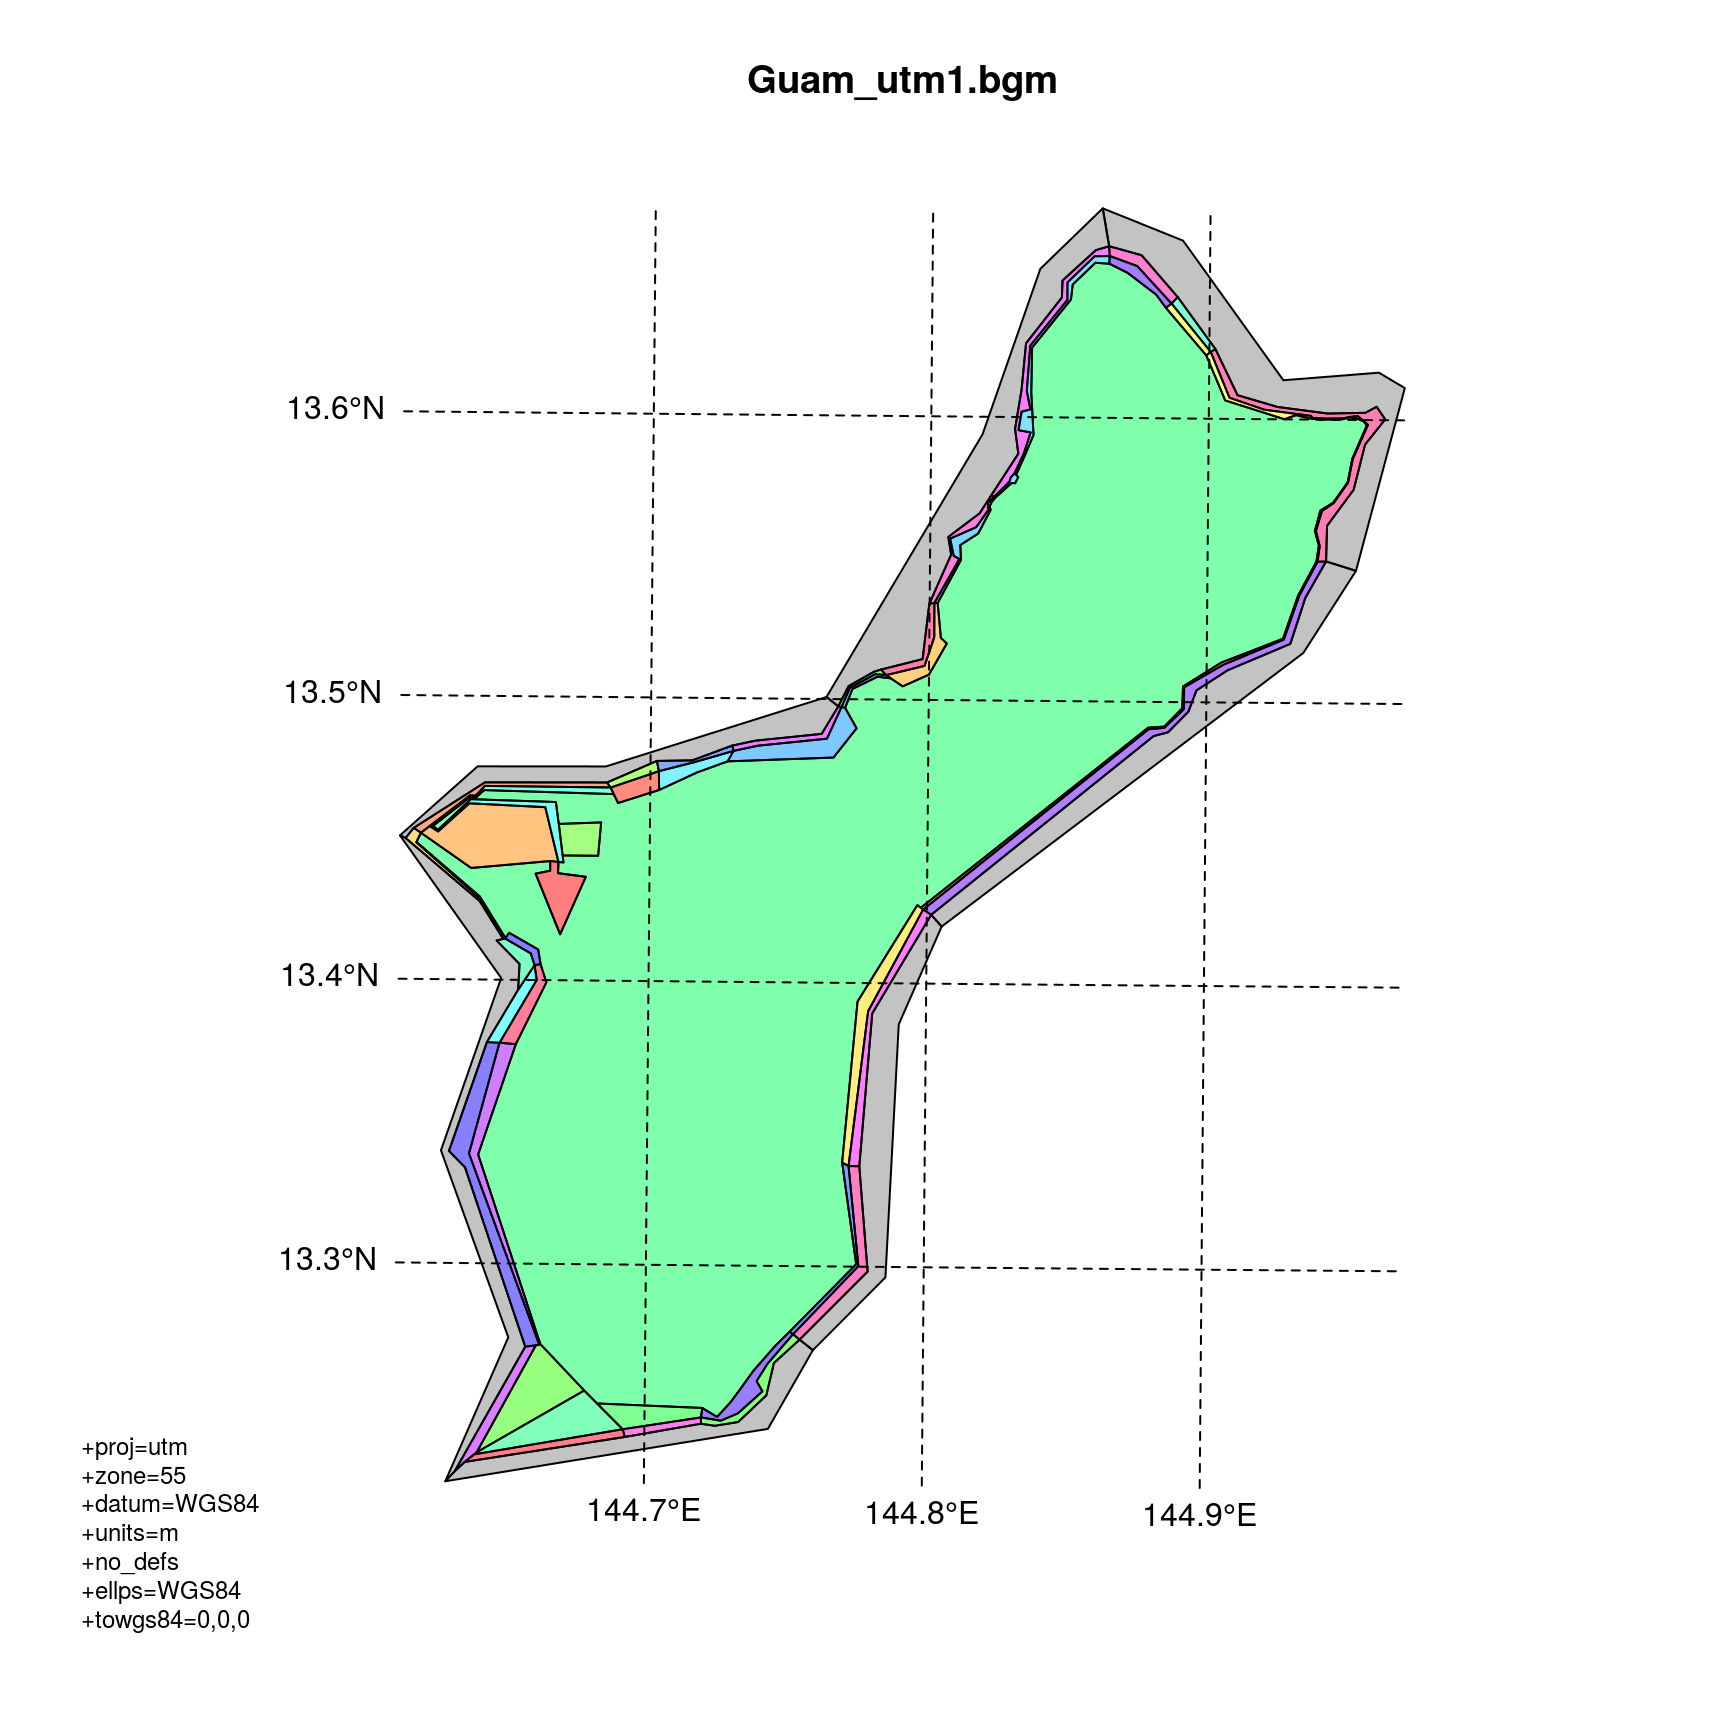 Guam_utm1.bgm
13.6°N
13.5°N
13.4°N
13.3°N
144.7°E 144.8°E 144.9°E
+proj=utm
+zone=55
+datum=WGS84
+units=m
+no_defs
+ellps=WGS84
+towgs84=0,0,0